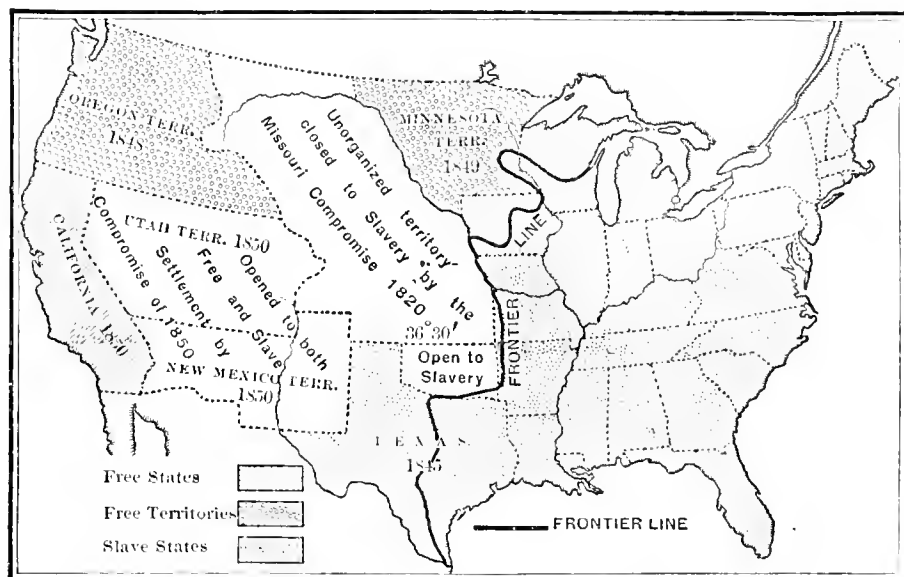 OREGON TERR.
1848
Unorganized territory
closed to Slavery by the
Missouri Compromise 1820
MINNESOTA
TERR.
1849
UTAH TERR. 1850
Opened to both
Free and Slave
Settlement by
Compromise of 1850
CALIFORNIA 1850
NEW MEXICO TERR.
1850
36°30'
Open to
Slavery
FRONTIER
LINE
TEXAS
1845
Free States
Free Territories
Slave States
FRONTIER LINE